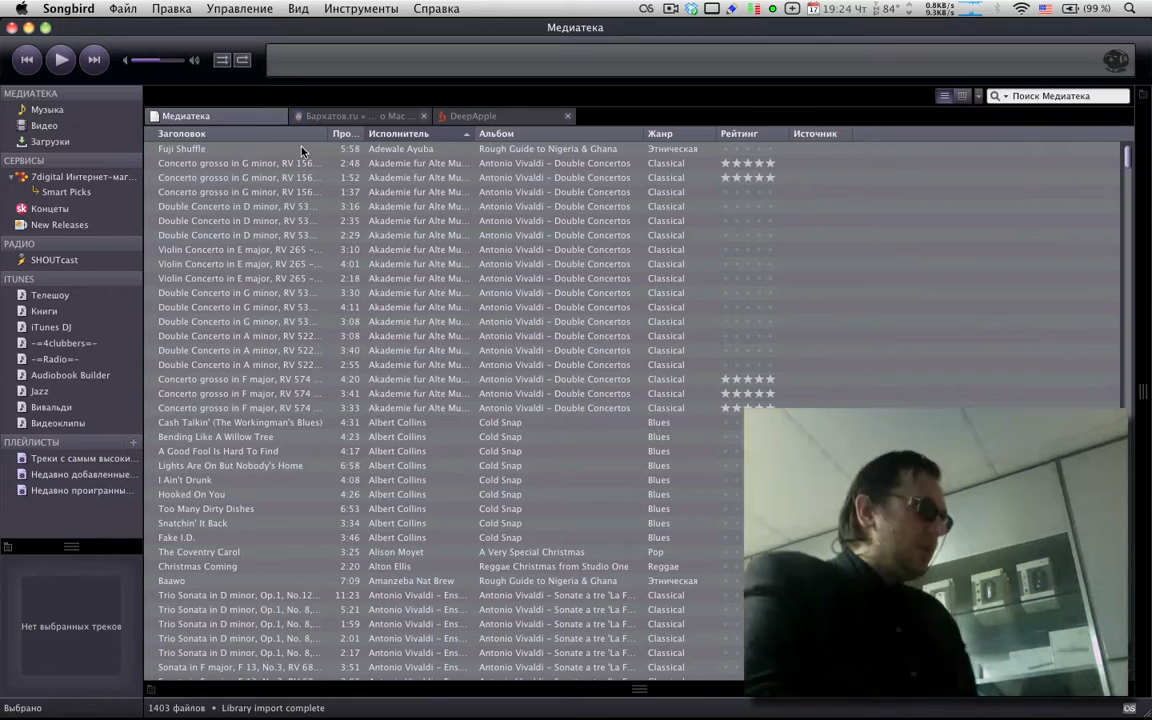 Songbird Файл Правка Управление Вид Инструменты Справка 17 19:24 Чт 84° 0.8KB/s 9.3KB/s (99 %)
Медиатека
МЕДИАТЕКА
Музыка
Видео
Загрузки
СЕРВИСЫ
7digital Интернет-маг...
Smart Picks
Концеты
New Releases
РАДИО
SHOUTcast
ITUNES
Телешоу
Книги
iTunes DJ
-=4clubbers=-
-=Radio=-
Audiobook Builder
Jazz
Вивальди
Видеоклипы
ПЛЕЙЛИСТЫ
Треки с самым высоки...
Недавно добавленные...
Недавно проигранны...
Нет выбранных треков
Выбрано
Поиск Медиатека
Медиатека Бархатов.ru » ... о Mac ... DeepApple
Заголовок Про... Исполнитель Альбом Жанр Рейтинг Источник
Fuji Shuffle 5:58 Adewale Ayuba Rough Guide to Nigeria & Ghana Этническая
Concerto grosso in G minor, RV 156... 2:48 Akademie fur Alte Mu... Antonio Vivaldi – Double Concertos Classical ★★★★★
Concerto grosso in G minor, RV 156... 1:52 Akademie fur Alte Mu... Antonio Vivaldi – Double Concertos Classical ★★★★★
Concerto grosso in G minor, RV 156... 1:37 Akademie fur Alte Mu... Antonio Vivaldi – Double Concertos Classical
Double Concerto in D minor, RV 53... 3:16 Akademie fur Alte Mu... Antonio Vivaldi – Double Concertos Classical
Double Concerto in D minor, RV 53... 2:35 Akademie fur Alte Mu... Antonio Vivaldi – Double Concertos Classical
Double Concerto in D minor, RV 53... 2:29 Akademie fur Alte Mu... Antonio Vivaldi – Double Concertos Classical
Violin Concerto in E major, RV 265 –... 3:10 Akademie fur Alte Mu... Antonio Vivaldi – Double Concertos Classical
Violin Concerto in E major, RV 265 –... 4:01 Akademie fur Alte Mu... Antonio Vivaldi – Double Concertos Classical
Violin Concerto in E major, RV 265 –... 2:18 Akademie fur Alte Mu... Antonio Vivaldi – Double Concertos Classical
Double Concerto in G minor, RV 53... 3:30 Akademie fur Alte Mu... Antonio Vivaldi – Double Concertos Classical
Double Concerto in G minor, RV 53... 4:11 Akademie fur Alte Mu... Antonio Vivaldi – Double Concertos Classical
Double Concerto in G minor, RV 53... 3:08 Akademie fur Alte Mu... Antonio Vivaldi – Double Concertos Classical
Double Concerto in A minor, RV 522... 3:08 Akademie fur Alte Mu... Antonio Vivaldi – Double Concertos Classical
Double Concerto in A minor, RV 522... 3:40 Akademie fur Alte Mu... Antonio Vivaldi – Double Concertos Classical
Double Concerto in A minor, RV 522... 2:55 Akademie fur Alte Mu... Antonio Vivaldi – Double Concertos Classical
Concerto grosso in F major, RV 574 ... 4:20 Akademie fur Alte Mu... Antonio Vivaldi – Double Concertos Classical ★★★★★
Concerto grosso in F major, RV 574 ... 3:41 Akademie fur Alte Mu... Antonio Vivaldi – Double Concertos Classical ★★★★★
Concerto grosso in F major, RV 574 ... 3:33 Akademie fur Alte Mu... Antonio Vivaldi – Double Concertos Classical ★★★★★
Cash Talkin' (The Workingman's Blues) 4:31 Albert Collins Cold Snap Blues
Bending Like A Willow Tree 4:23 Albert Collins Cold Snap Blues
A Good Fool Is Hard To Find 4:17 Albert Collins Cold Snap Blues
Lights Are On But Nobody's Home 6:58 Albert Collins Cold Snap Blues
I Ain't Drunk 4:08 Albert Collins Cold Snap Blues
Hooked On You 4:26 Albert Collins Cold Snap Blues
Too Many Dirty Dishes 6:53 Albert Collins Cold Snap Blues
Snatchin' It Back 3:34 Albert Collins Cold Snap Blues
Fake I.D. 3:46 Albert Collins Cold Snap Blues
The Coventry Carol 3:25 Alison Moyet A Very Special Christmas Pop
Christmas Coming 2:20 Alton Ellis Reggae Christmas from Studio One Reggae
Baawo 7:09 Amanzeba Nat Brew Rough Guide to Nigeria & Ghana Этническая
Trio Sonata in D minor, Op.1, No.12... 11:23 Antonio Vivaldi – Ens... Antonio Vivaldi – Sonate a tre 'La F... Classical
Trio Sonata in D minor, Op.1, No. 8,... 5:21 Antonio Vivaldi – Ens... Antonio Vivaldi – Sonate a tre 'La F... Classical
Trio Sonata in D minor, Op.1, No. 8,... 1:59 Antonio Vivaldi – Ens... Antonio Vivaldi – Sonate a tre 'La F... Classical
Trio Sonata in D minor, Op.1, No. 8,... 2:01 Antonio Vivaldi – Ens... Antonio Vivaldi – Sonate a tre 'La F... Classical
Trio Sonata in D minor, Op.1, No. 8,... 2:17 Antonio Vivaldi – Ens... Antonio Vivaldi – Sonate a tre 'La F... Classical
Sonata in F major, F 13, No.3, RV 68... 3:51 Antonio Vivaldi – Ens... Antonio Vivaldi – Sonate a tre 'La F... Classical
1403 файлов • Library import complete